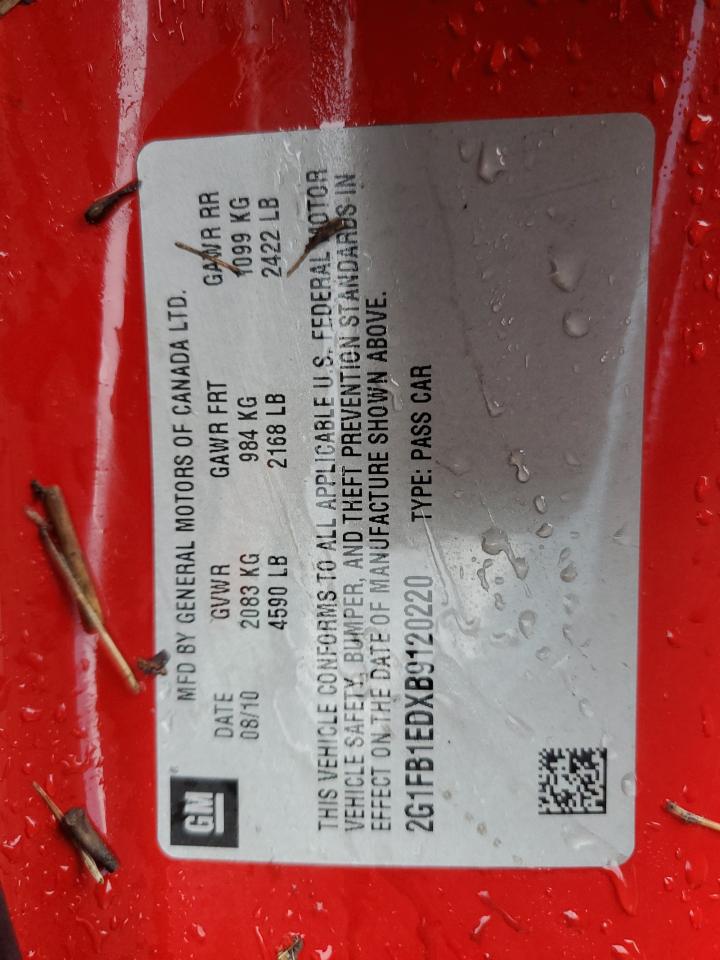 GM
MFD BY GENERAL MOTORS OF CANADA LTD.
DATE GVWR GAWR FRT GAWR RR
08/10 2083 KG 984 KG 1099 KG
4590 LB 2168 LB 2422 LB
THIS VEHICLE CONFORMS TO ALL APPLICABLE U.S. FEDERAL MOTOR
VEHICLE SAFETY, BUMPER, AND THEFT PREVENTION STANDARDS IN
EFFECT ON THE DATE OF MANUFACTURE SHOWN ABOVE.
2G1FB1EDXB9120220 TYPE: PASS CAR